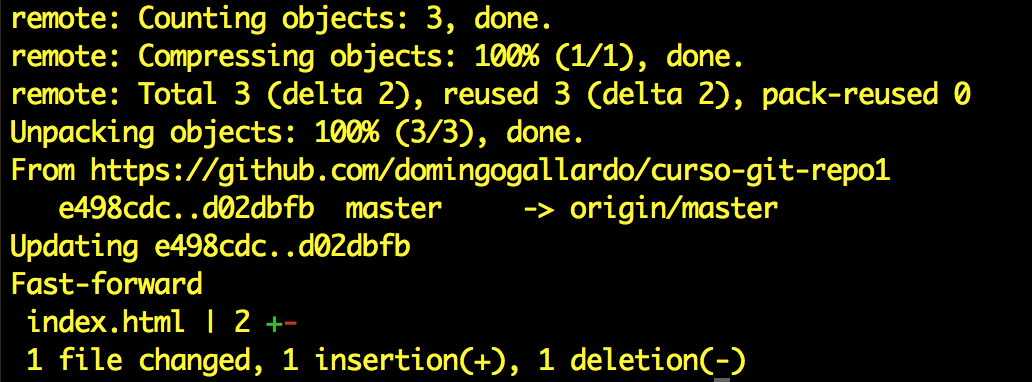 remote: Counting objects: 3, done.
remote: Compressing objects: 100% (1/1), done.
remote: Total 3 (delta 2), reused 3 (delta 2), pack-reused 0
Unpacking objects: 100% (3/3), done.
From https://github.com/domingogallardo/curso-git-repo1
   e498cdc..d02dbfb  master     -> origin/master
Updating e498cdc..d02dbfb
Fast-forward
 index.html | 2 +-
 1 file changed, 1 insertion(+), 1 deletion(-)